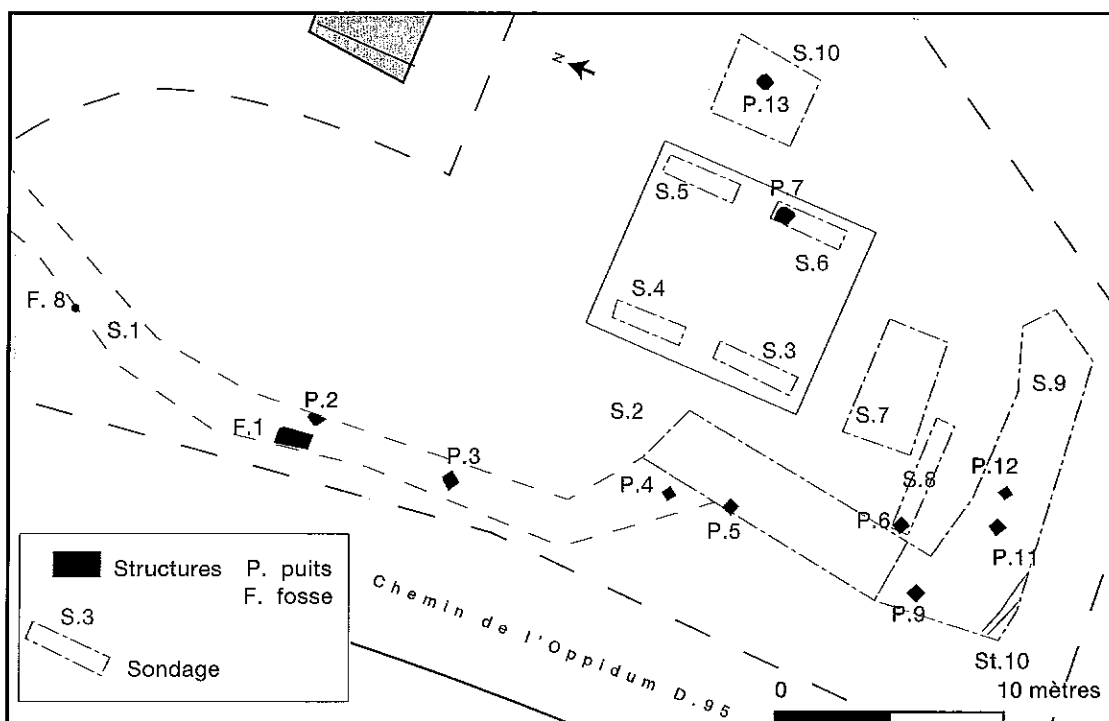 S.10
N
P.13
S.5
P.7
S.6
F. 8
S.1
S.4
S.3
S.9
P.2
S.2
S.7
F.1
P.3
S.8
P.12
P.4
P.5
P.6
P.11
Structures P. puits
F. fosse
S.3
Sondage
Chemin de l'Oppidum D.95
P.9
St.10
0 10 mètres